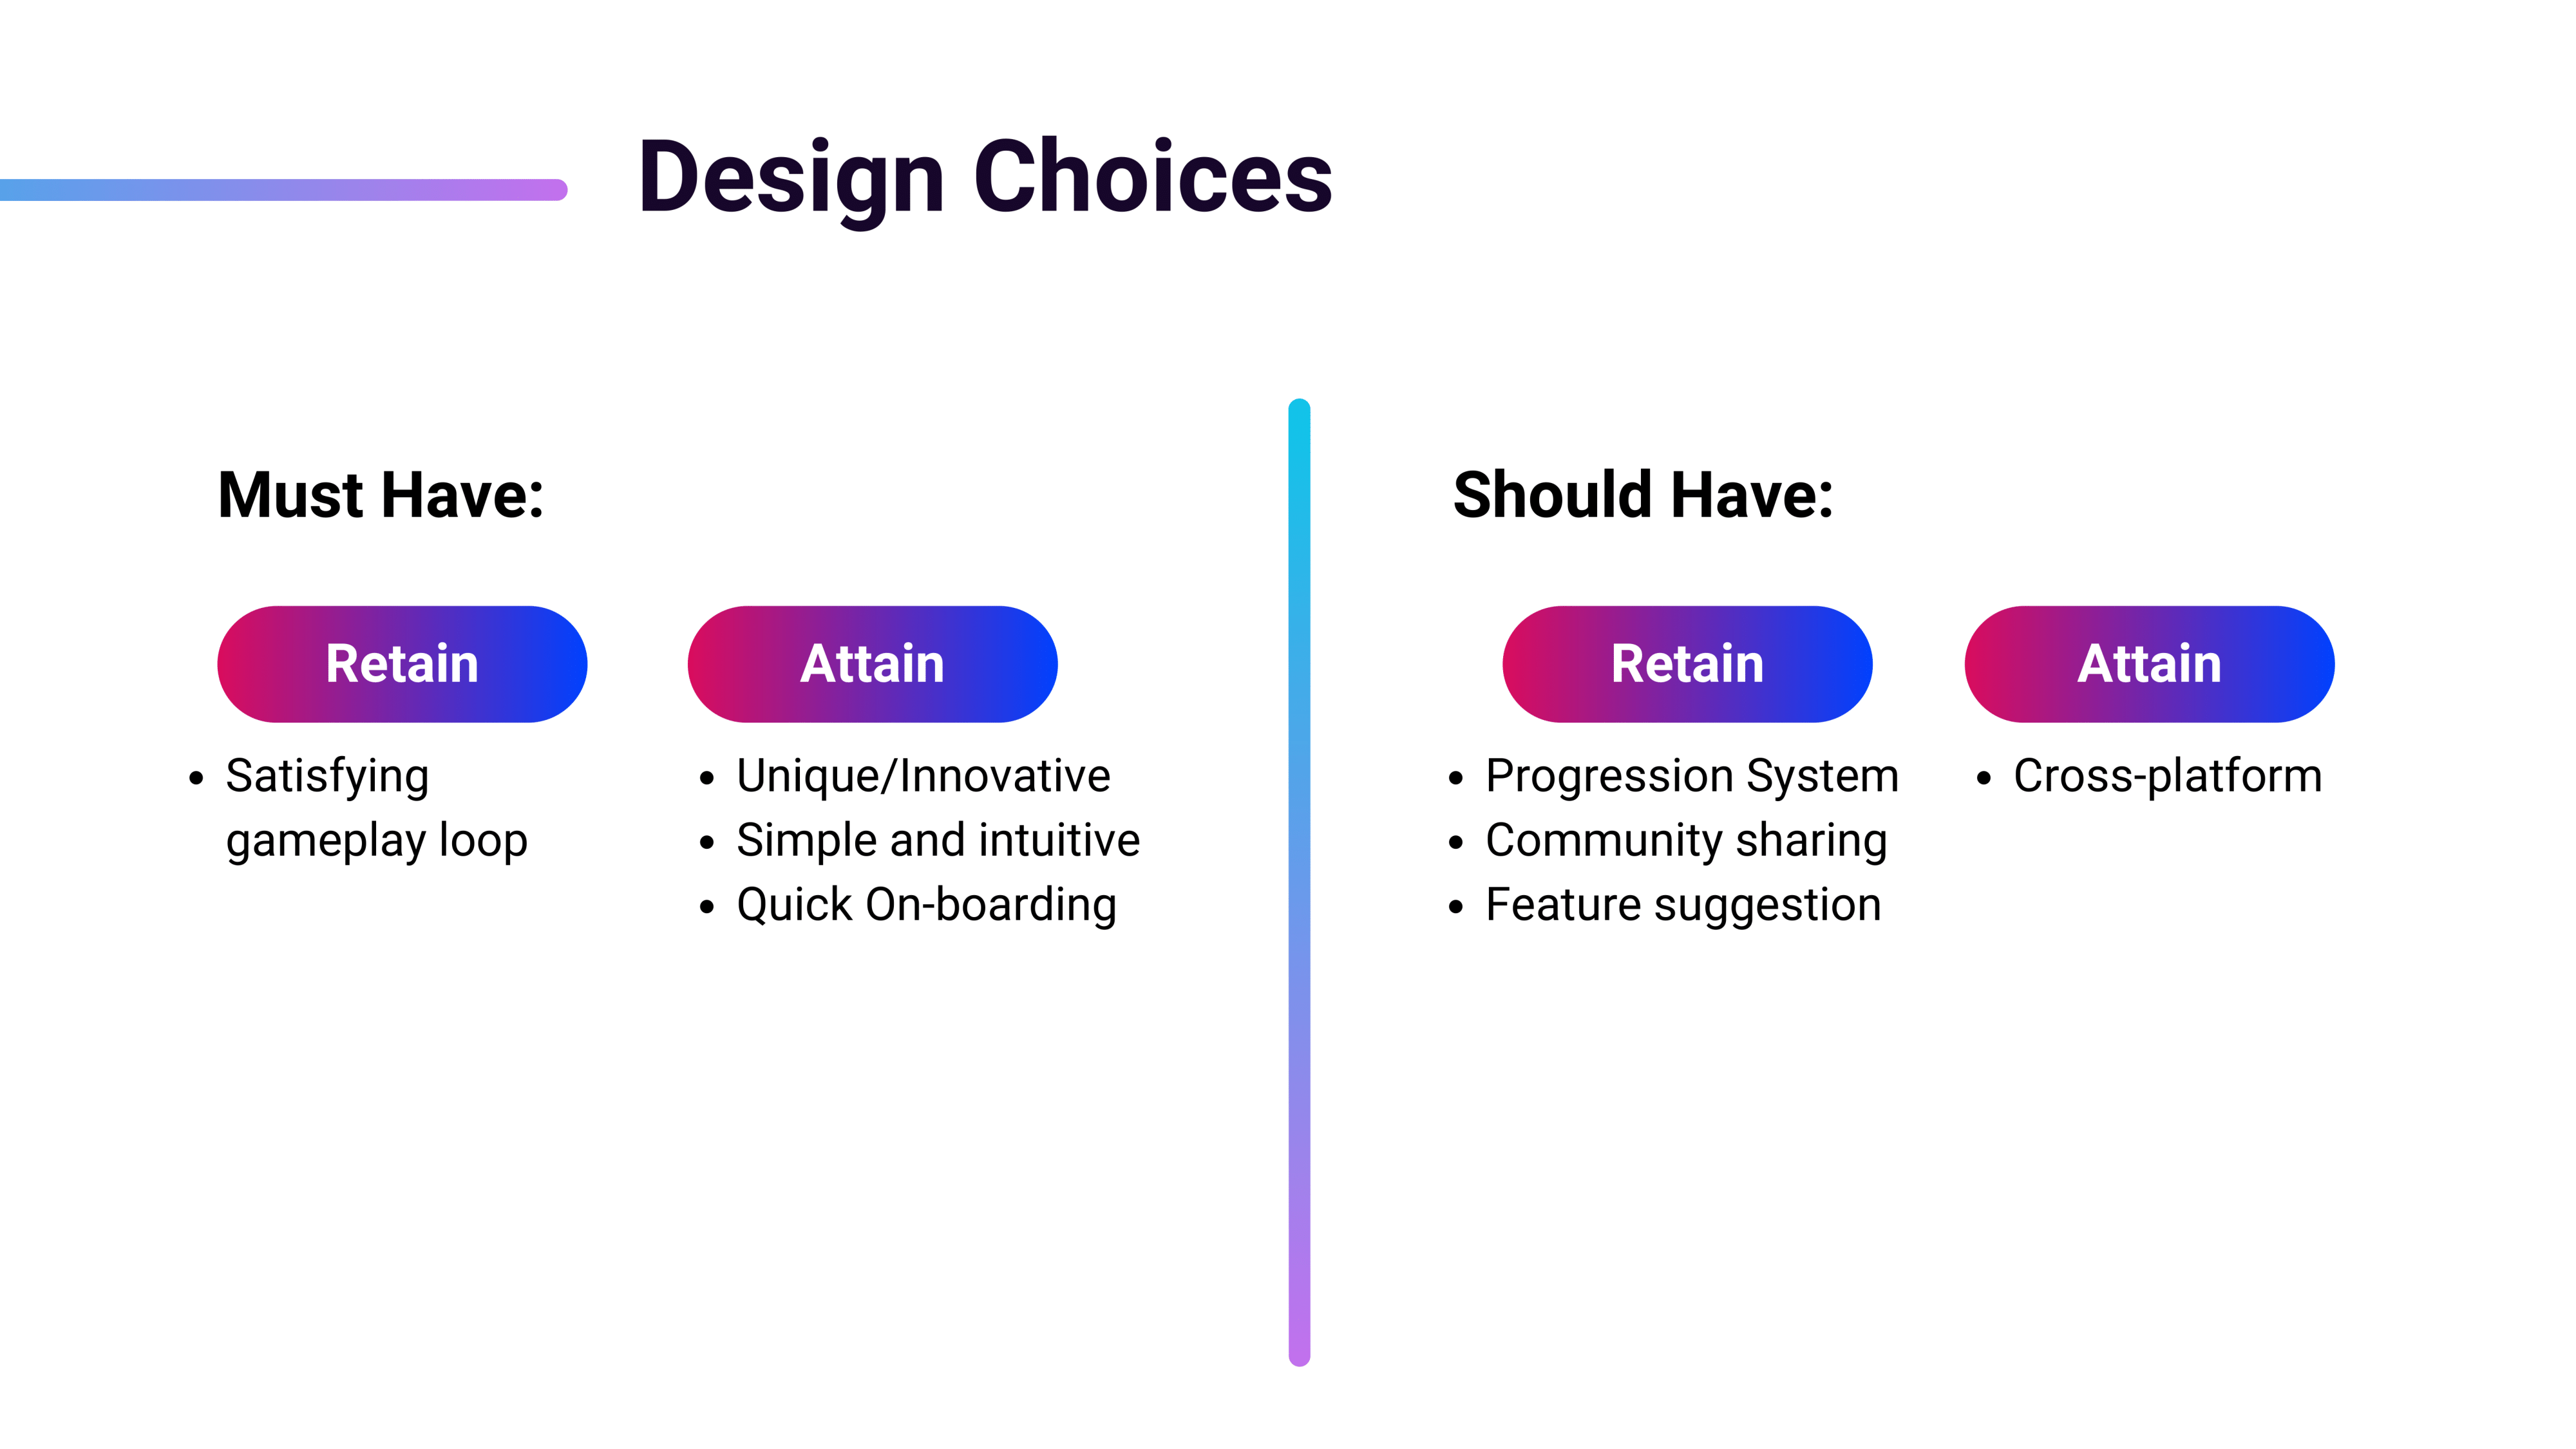 Design Choices
Must Have:
Retain
Satisfying
gameplay loop
Attain
Unique/Innovative
Simple and intuitive
Quick On-boarding
Should Have:
Retain
Progression System
Community sharing
Feature suggestion
Attain
Cross-platform